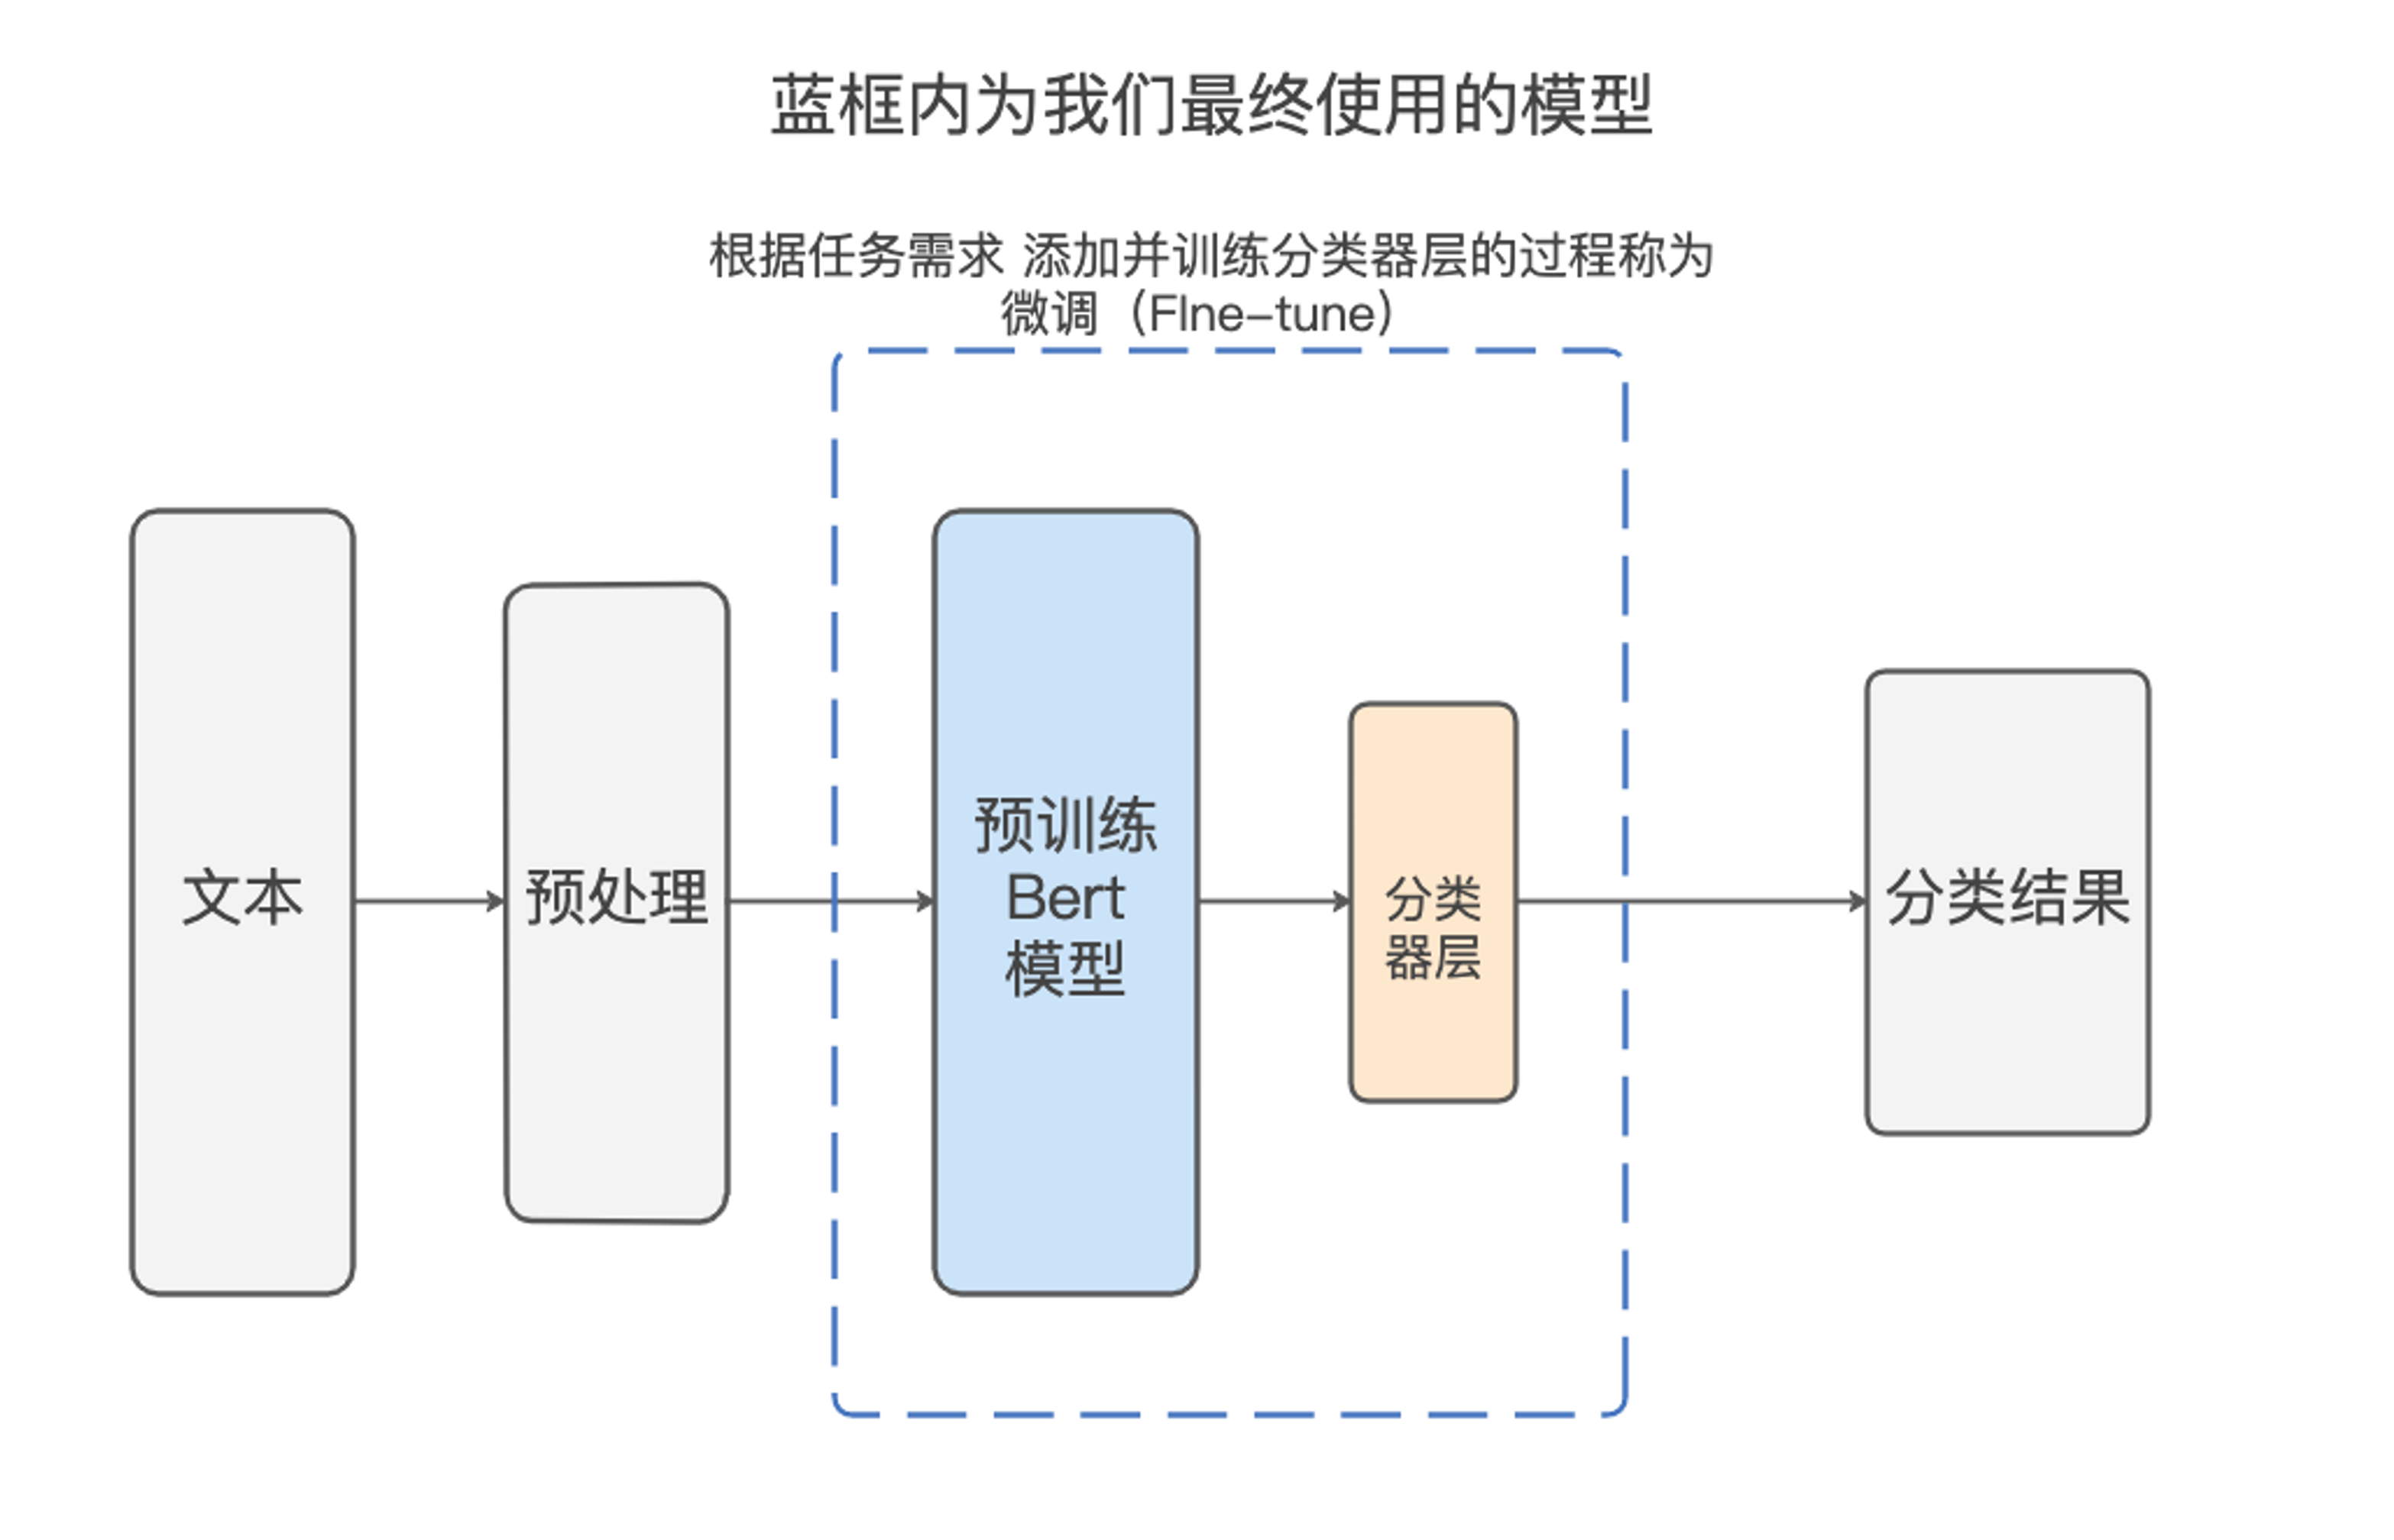 蓝框内为我们最终使用的模型
根据任务需求 添加并训练分类器层的过程称为
微调（FIne-tune）
文本
预处理
预训练
Bert
模型
分类
器层
分类结果